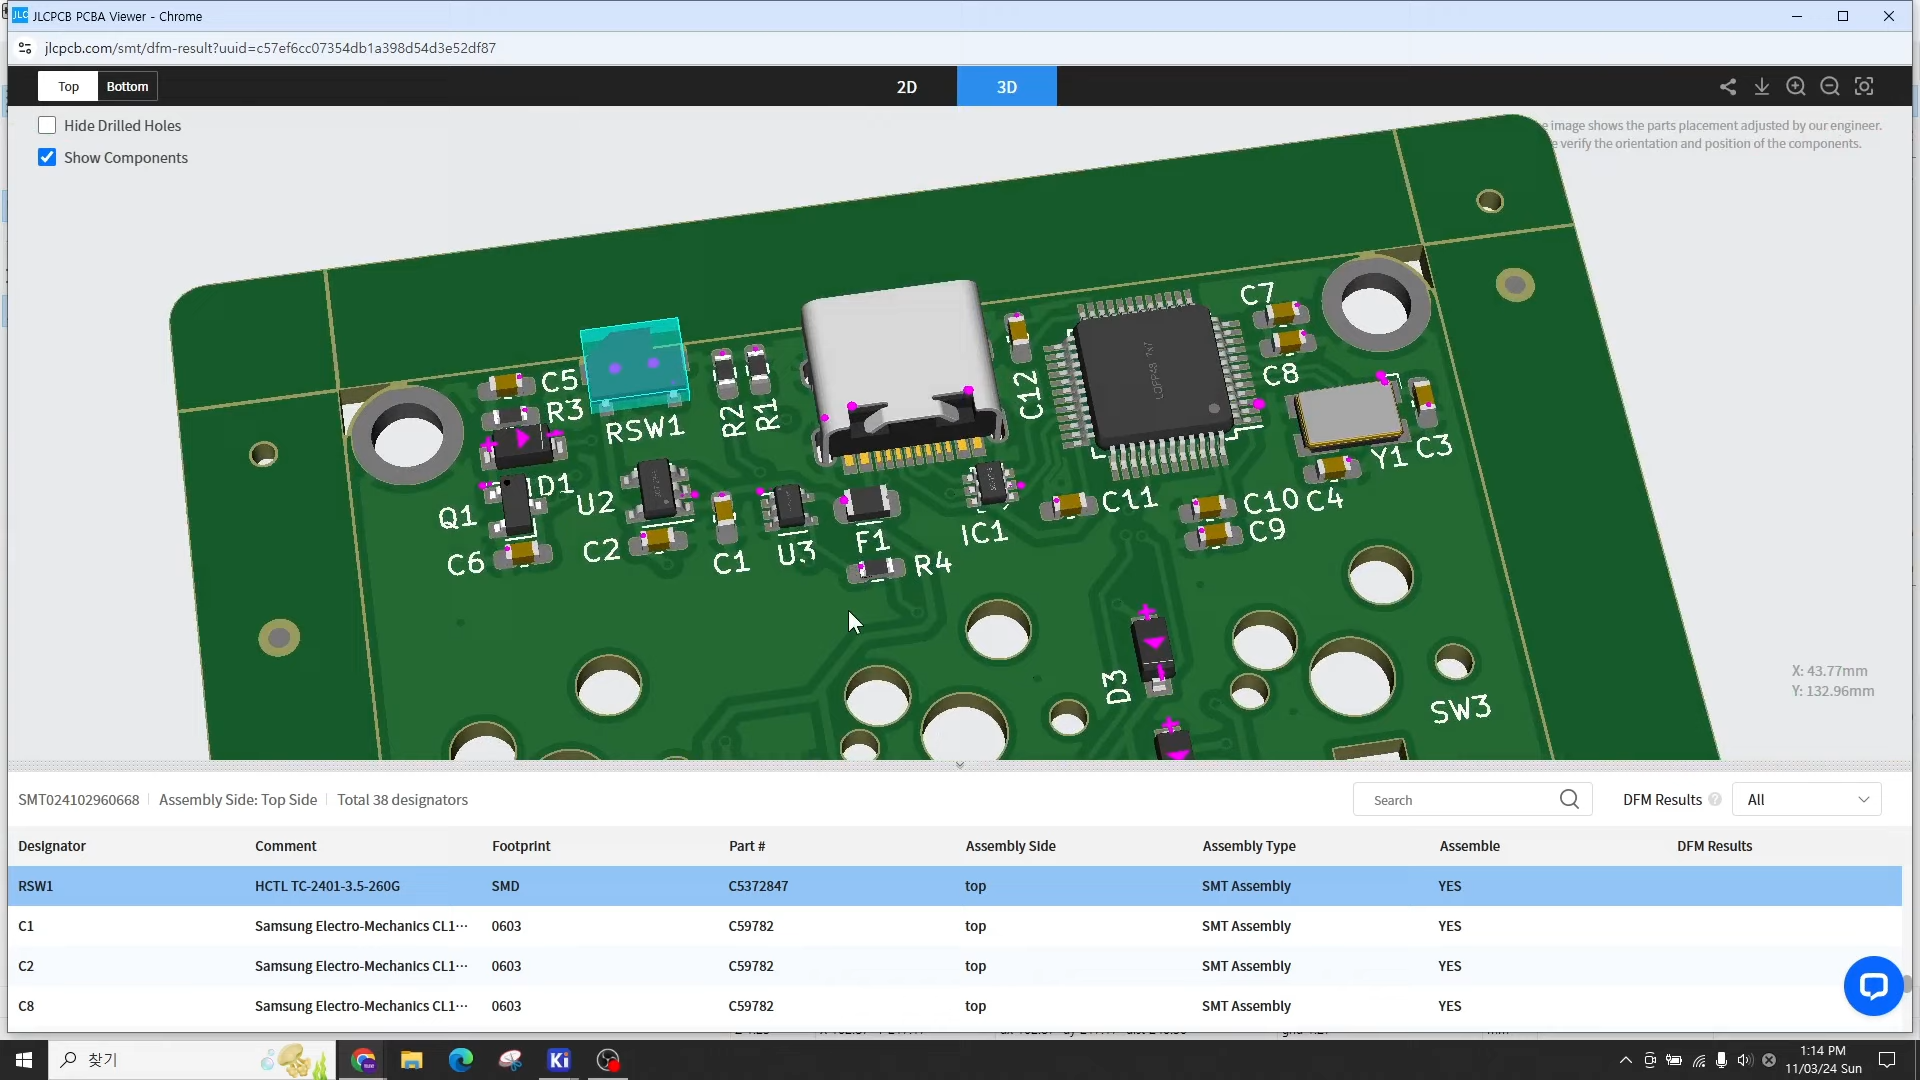 JLC JLCPCB PCBA Viewer - Chrome
jlcpcb.com/smt/dfm-result?uuid=c57ef6cc07354db1a398d54d3e52df87
Top Bottom 2D 3D
Hide Drilled Holes
Show Components
e image shows the parts placement adjusted by our engineer.
e verify the orientation and position of the components.
C7
C5
R3
RSW1
R2
R1
C12
LQFP48 7x7
C8
Y1
C3
D1
Q1
U2
C6
C2
C1
U3
F1
R4
IC1
C11
C10
C4
C9
D3
SW3
X: 43.77mm
Y: 132.96mm
SMT024102960668 Assembly Side: Top Side Total 38 designators Search DFM Results ? All
Designator Comment Footprint Part # Assembly Side Assembly Type Assemble DFM Results
RSW1 HCTL TC-2401-3.5-260G SMD C5372847 top SMT Assembly YES
C1 Samsung Electro-Mechanics CL1··· 0603 C59782 top SMT Assembly YES
C2 Samsung Electro-Mechanics CL1··· 0603 C59782 top SMT Assembly YES
C8 Samsung Electro-Mechanics CL1··· 0603 C59782 top SMT Assembly YES
찾기 Ki
1:14 PM
11/03/24 Sun